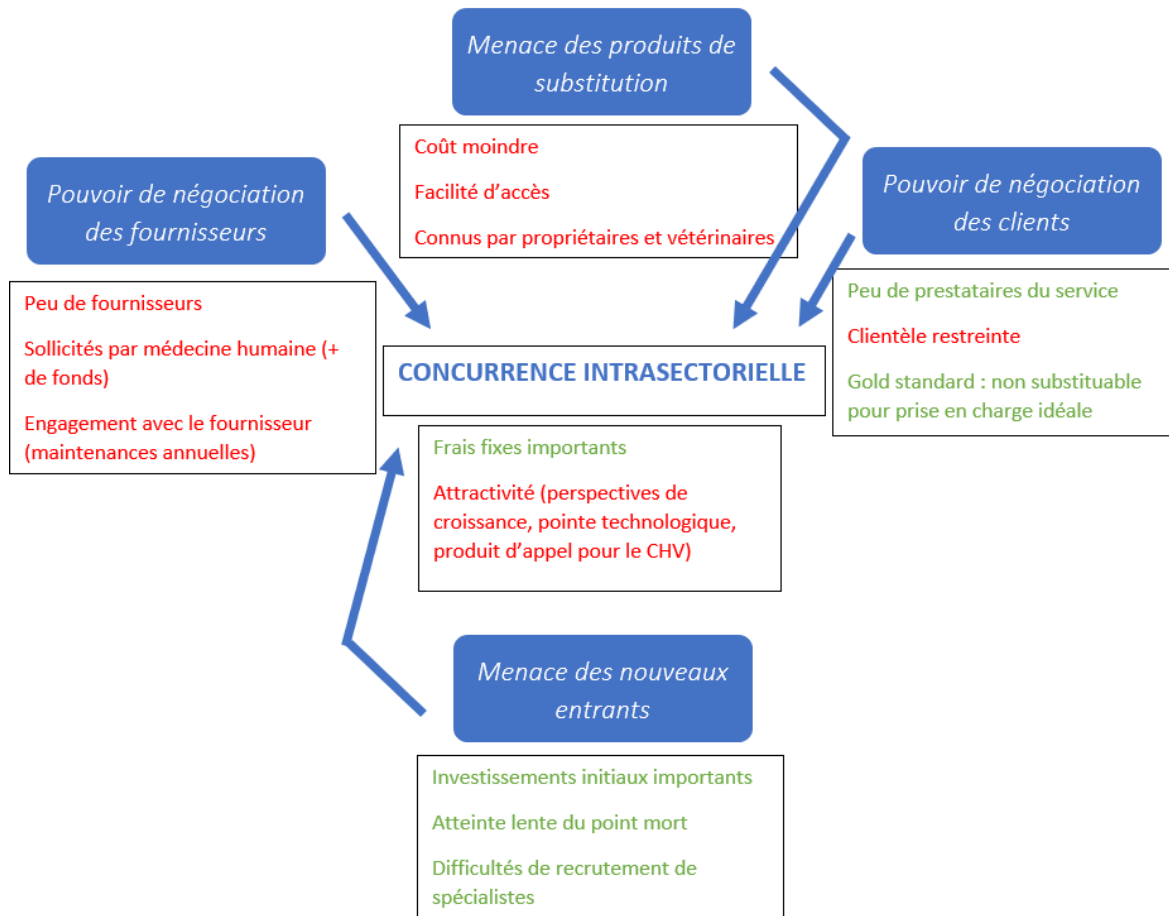 Menace des produits de
substitution
Coût moindre
Facilité d’accès
Connus par propriétaires et vétérinaires
Pouvoir de négociation
des fournisseurs
Peu de fournisseurs
Sollicités par médecine humaine (+
de fonds)
Engagement avec le fournisseur
(maintenances annuelles)
Pouvoir de négociation
des clients
Peu de prestataires du service
Clientèle restreinte
Gold standard : non substituable
pour prise en charge idéale
CONCURRENCE INTRASECTORIELLE
Frais fixes importants
Attractivité (perspectives de
croissance, pointe technologique,
produit d’appel pour le CHV)
Menace des nouveaux
entrants
Investissements initiaux importants
Atteinte lente du point mort
Difficultés de recrutement de
spécialistes